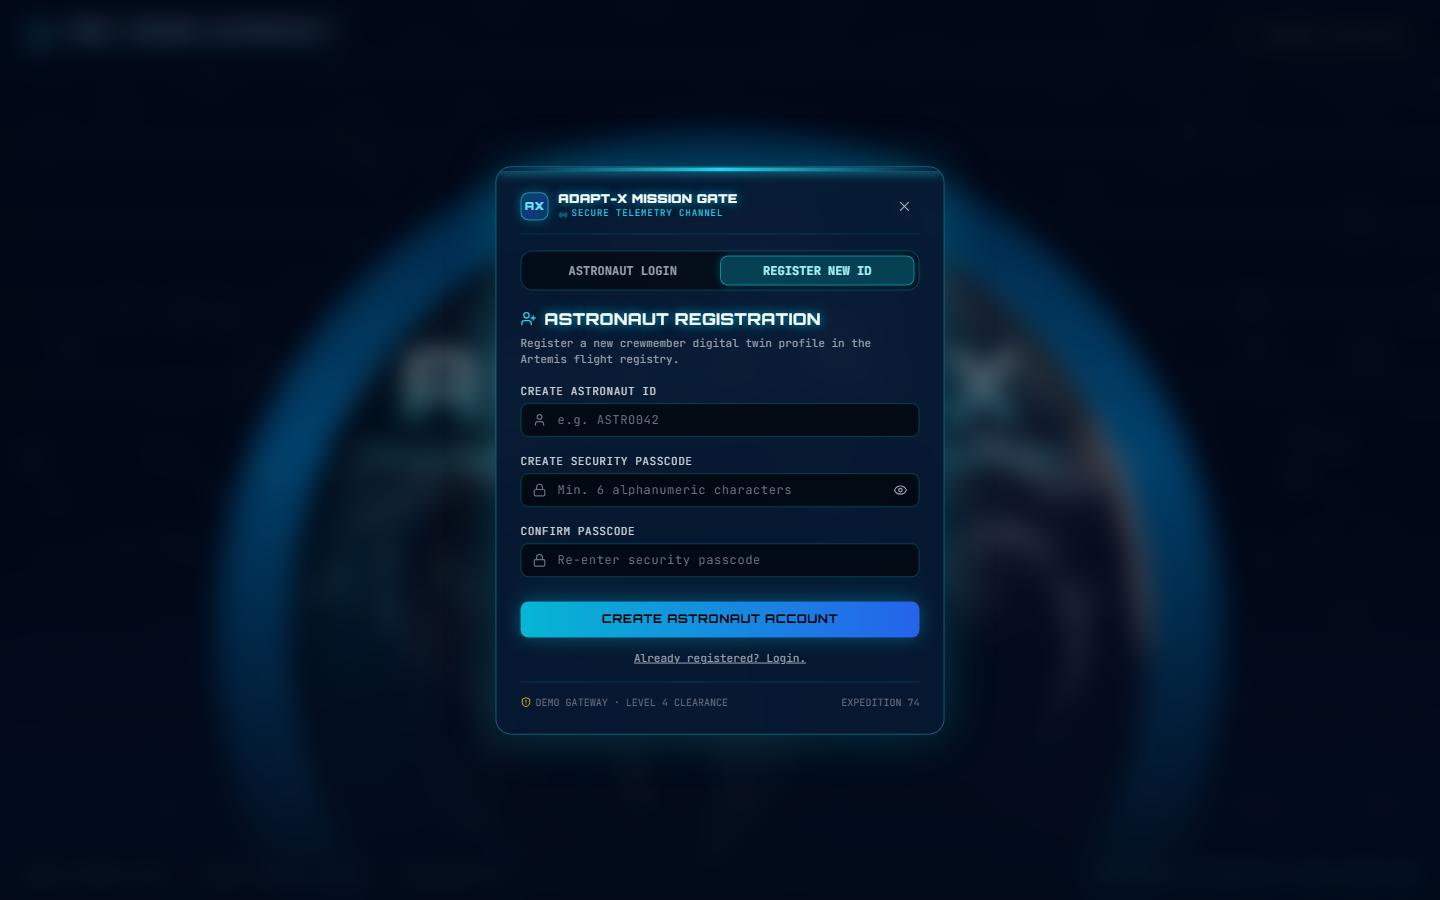 AX
ADAPT-X MISSION GATE
SECURE TELEMETRY CHANNEL
ASTRONAUT LOGIN
REGISTER NEW ID
ASTRONAUT REGISTRATION
Register a new crewmember digital twin profile in the
Artemis flight registry.
CREATE ASTRONAUT ID
e.g. ASTRO042
CREATE SECURITY PASSCODE
Min. 6 alphanumeric characters
CONFIRM PASSCODE
Re-enter security passcode
CREATE ASTRONAUT ACCOUNT
Already registered? Login.
DEMO GATEWAY · LEVEL 4 CLEARANCE
EXPEDITION 74